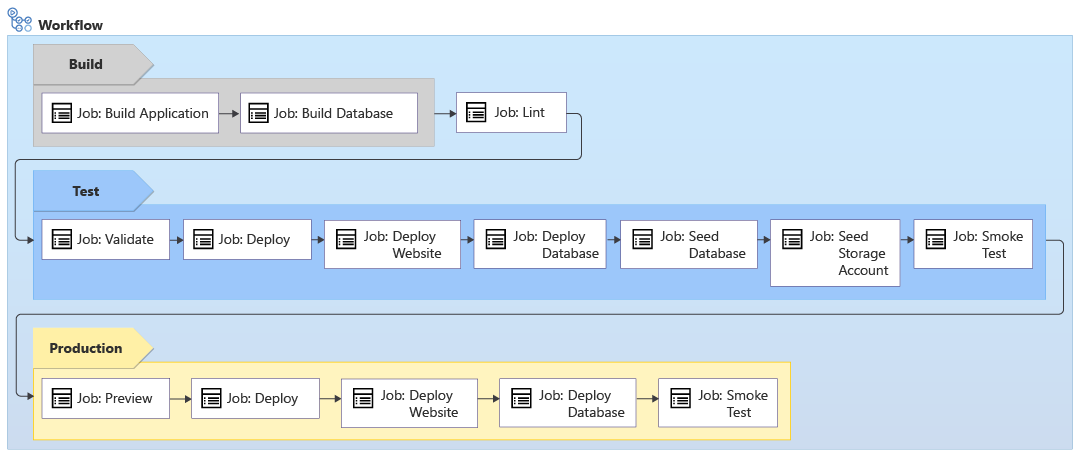 Workflow
Build
Job: Build Application
Job: Build Database
Job: Lint
Test
Job: Validate
Job: Deploy
Job: Deploy
Website
Job: Deploy
Database
Job: Seed
Database
Job: Seed
Storage
Account
Job: Smoke
Test
Production
Job: Preview
Job: Deploy
Job: Deploy
Website
Job: Deploy
Database
Job: Smoke
Test